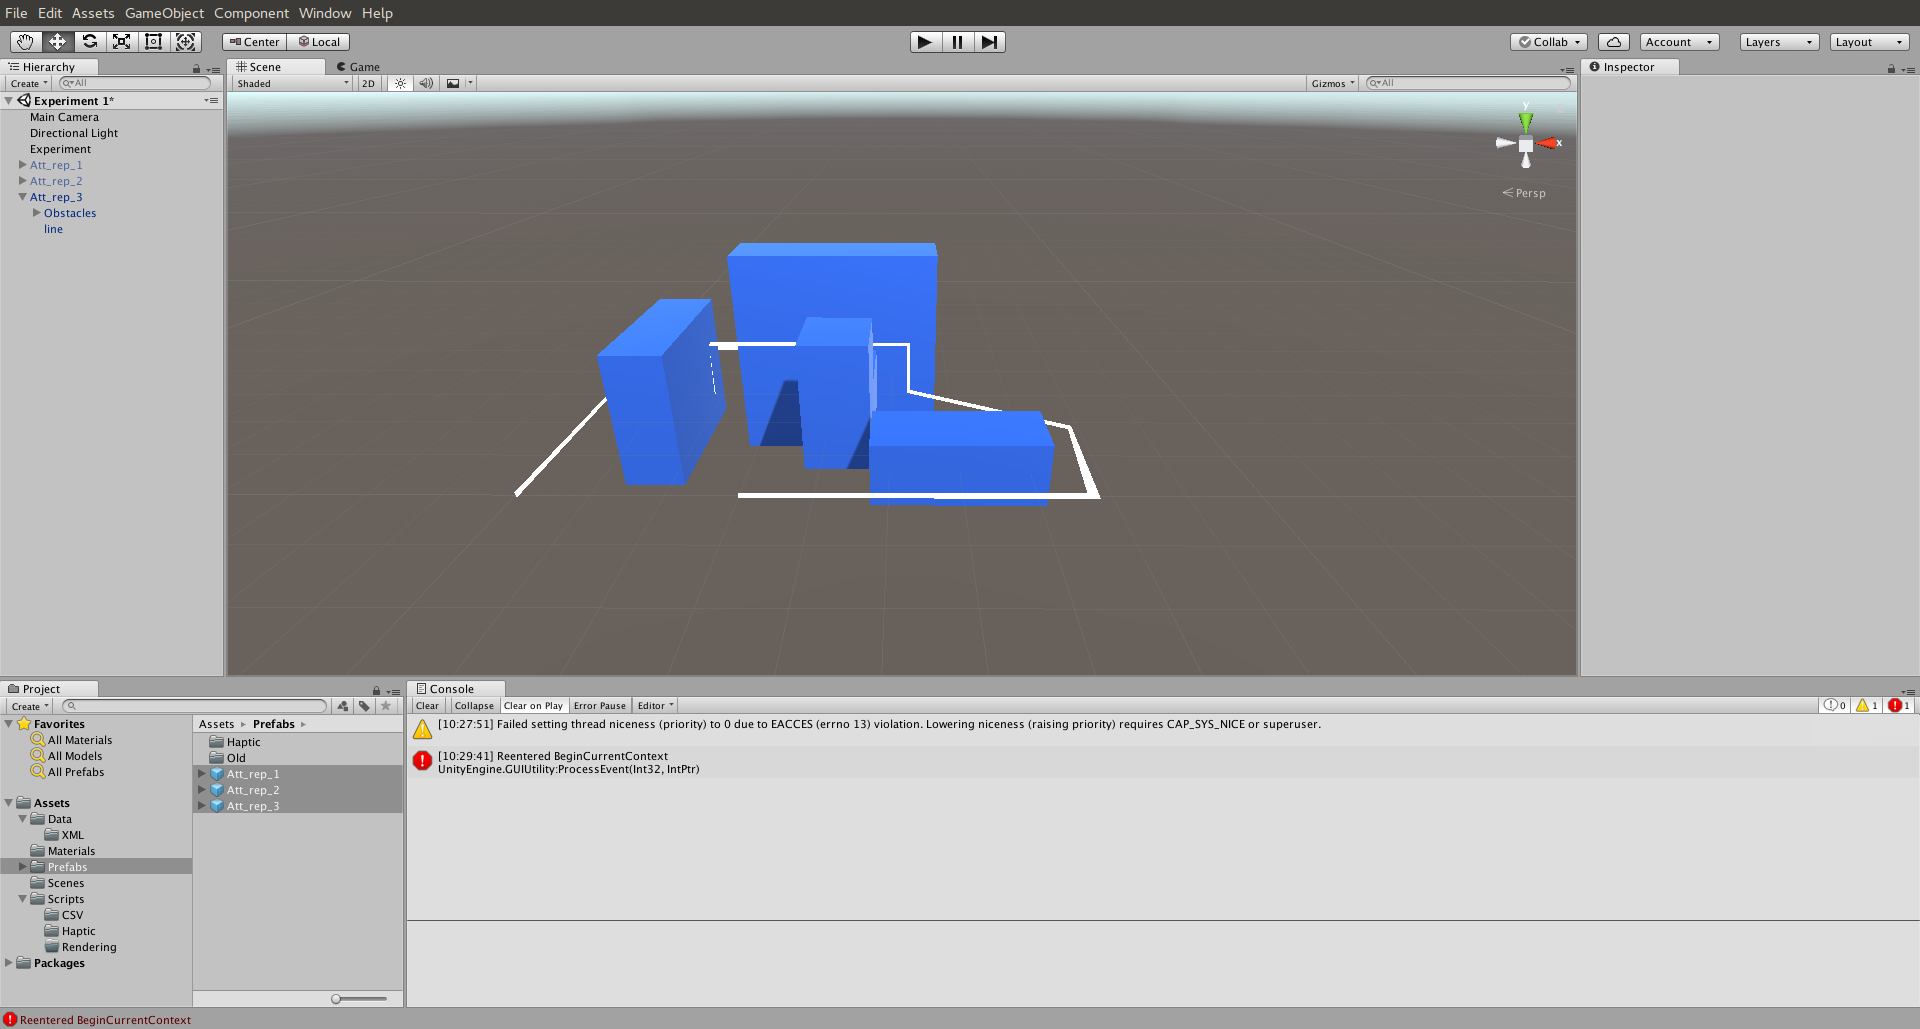 File Edit Assets GameObject Component Window Help
Center Local Collab Account Layers Layout
Hierarchy
Create All
Experiment 1*
Main Camera
Directional Light
Experiment
Att_rep_1
Att_rep_2
Att_rep_3
Obstacles
line
Scene Game
Shaded 2D Gizmos All
y
x
Persp
Inspector
Project
Create
Favorites
All Materials
All Models
All Prefabs
Assets
Data
XML
Materials
Prefabs
Scenes
Scripts
CSV
Haptic
Rendering
Packages
Assets Prefabs
Haptic
Old
Att_rep_1
Att_rep_2
Att_rep_3
Console
Clear Collapse Clear on Play Error Pause Editor 0 1 1
[10:27:51] Failed setting thread niceness (priority) to 0 due to EACCES (errno 13) violation. Lowering niceness (raising priority) requires CAP_SYS_NICE or superuser.
[10:29:41] Reentered BeginCurrentContext
UnityEngine.GUIUtility:ProcessEvent(Int32, IntPtr)
Reentered BeginCurrentContext